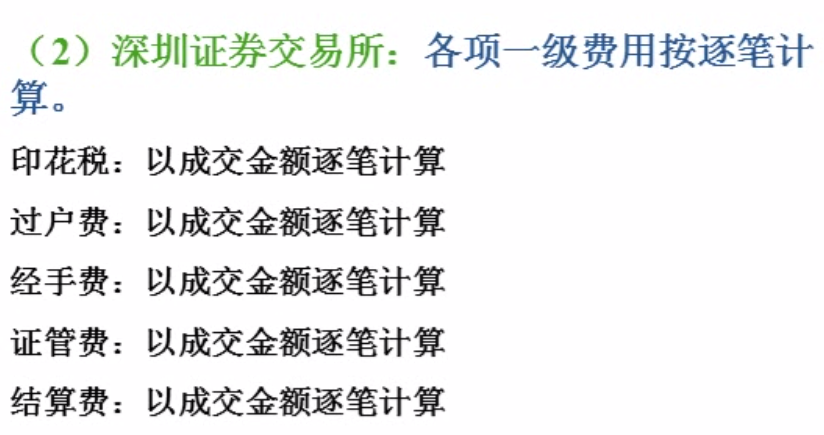 （2）深圳证券交易所：各项一级费用按逐笔计
算。
印花税：以成交金额逐笔计算
过户费：以成交金额逐笔计算
经手费：以成交金额逐笔计算
证管费：以成交金额逐笔计算
结算费：以成交金额逐笔计算